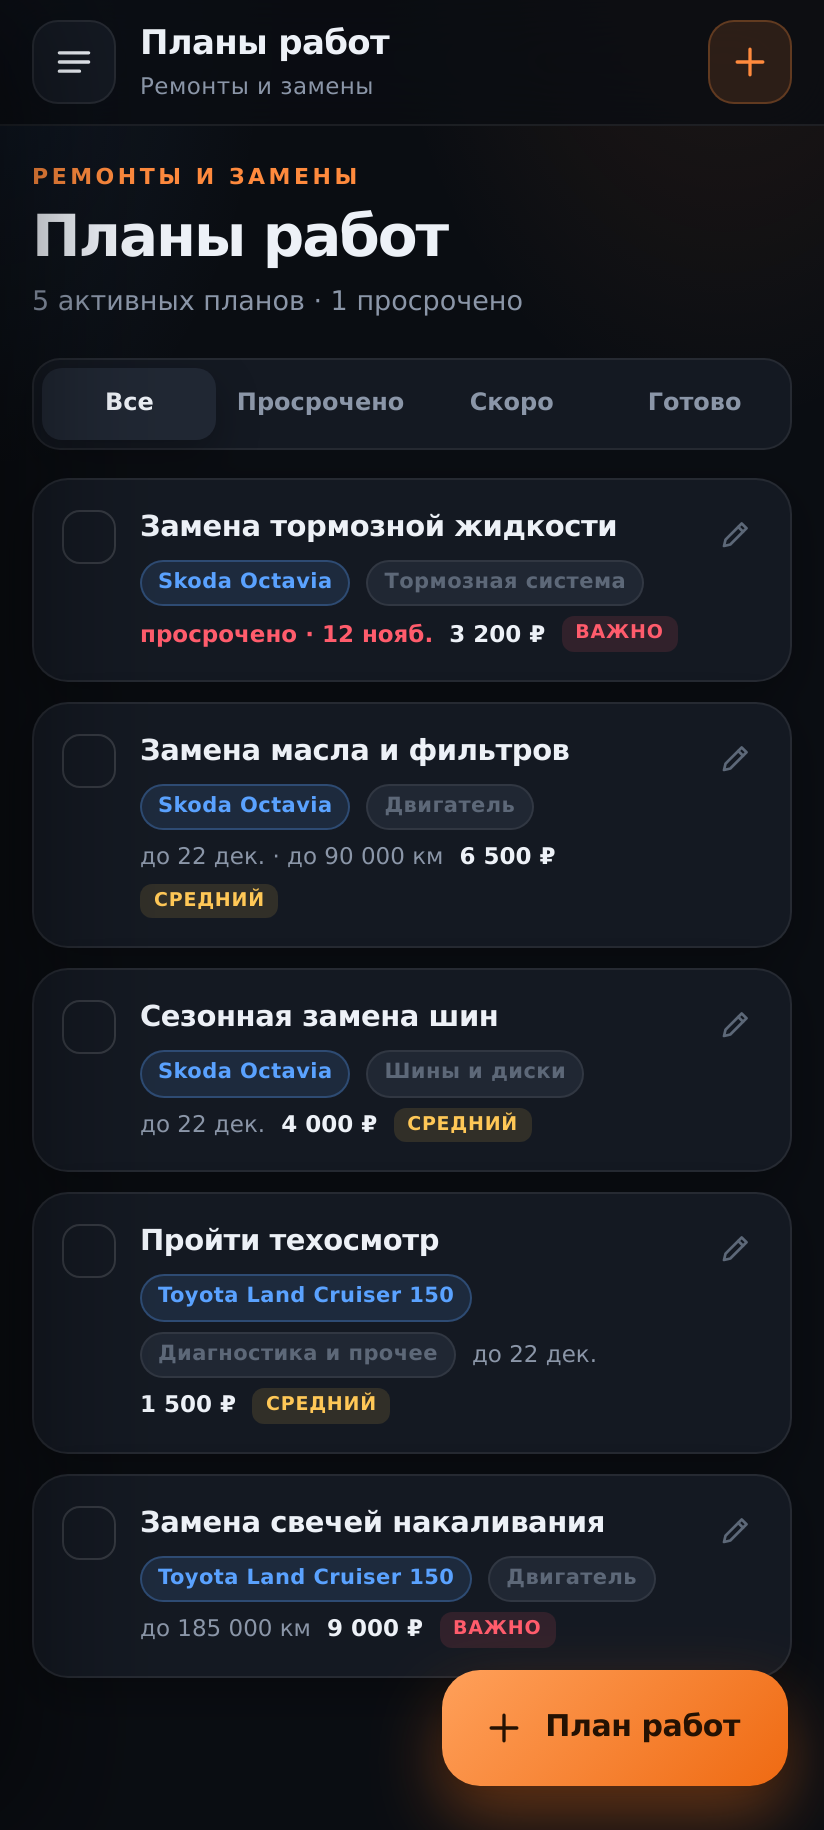 Планы работ
Ремонты и замены
РЕМОНТЫ И ЗАМЕНЫ
Планы работ
5 активных планов · 1 просрочено
Все Просрочено Скоро Готово
Замена тормозной жидкости
Skoda Octavia Тормозная система
просрочено · 12 нояб. 3 200 ₽ ВАЖНО
Замена масла и фильтров
Skoda Octavia Двигатель
до 22 дек. · до 90 000 км 6 500 ₽
СРЕДНИЙ
Сезонная замена шин
Skoda Octavia Шины и диски
до 22 дек. 4 000 ₽ СРЕДНИЙ
Пройти техосмотр
Toyota Land Cruiser 150
Диагностика и прочее до 22 дек.
1 500 ₽ СРЕДНИЙ
Замена свечей накаливания
Toyota Land Cruiser 150 Двигатель
до 185 000 км 9 000 ₽ ВАЖНО
План работ